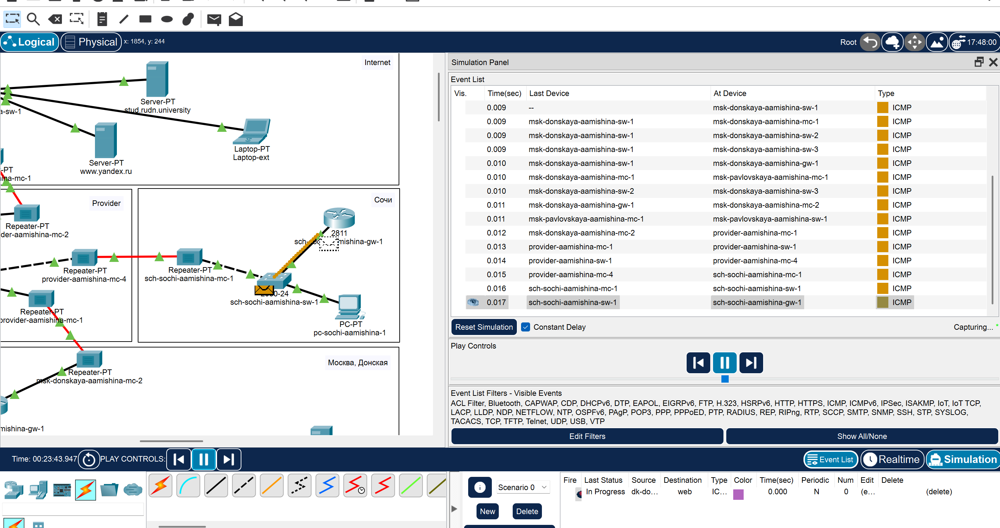 Logical
Physical
x: 1854, y: 244
Root
17:48:00
Internet
Server-PT
stud.rudn.university
a-sw-1
Server-PT
www.yandex.ru
Laptop-PT
Laptop-ext
-PT
ina-mc-1
Provider
Repeater-PT
der-aamishina-mc-2
Repeater-PT
provider-aamishina-mc-4
Repeater-PT
provider-aamishina-mc-1
Сочи
2811
mishina-gw-1
Repeater-PT
sch-sochi-aamishina-mc-1
sch-sochi-aamishina-sw-1
PC-PT
pc-sochi-aamishina-1
Москва, Донская
Repeater-PT
msk-donskaya-aamishina-mc-2
mishina-gw-1
Simulation Panel
Event List
Vis. Time(sec) Last Device At Device Type
0.009 -- msk-donskaya-aamishina-sw-1 ICMP
0.009 msk-donskaya-aamishina-sw-1 msk-donskaya-aamishina-mc-1 ICMP
0.009 msk-donskaya-aamishina-sw-1 msk-donskaya-aamishina-sw-2 ICMP
0.009 msk-donskaya-aamishina-sw-1 msk-donskaya-aamishina-sw-3 ICMP
0.010 msk-donskaya-aamishina-sw-1 msk-donskaya-aamishina-gw-1 ICMP
0.010 msk-donskaya-aamishina-mc-1 msk-pavlovskaya-aamishina-mc-1 ICMP
0.010 msk-donskaya-aamishina-sw-2 msk-donskaya-aamishina-sw-3 ICMP
0.011 msk-donskaya-aamishina-gw-1 msk-donskaya-aamishina-mc-2 ICMP
0.011 msk-pavlovskaya-aamishina-mc-1 msk-pavlovskaya-aamishina-sw-1 ICMP
0.012 msk-donskaya-aamishina-mc-2 provider-aamishina-mc-1 ICMP
0.013 provider-aamishina-mc-1 provider-aamishina-sw-1 ICMP
0.014 provider-aamishina-sw-1 provider-aamishina-mc-4 ICMP
0.015 provider-aamishina-mc-4 sch-sochi-aamishina-mc-1 ICMP
0.016 sch-sochi-aamishina-mc-1 sch-sochi-aamishina-sw-1 ICMP
0.017 sch-sochi-aamishina-sw-1 sch-sochi-aamishina-gw-1 ICMP
Reset Simulation Constant Delay Capturing... *
Play Controls
Event List Filters - Visible Events
ACL Filter, Bluetooth, CAPWAP, CDP, DHCPv6, DTP, EAPOL, EIGRPv6, FTP, H.323, HSRPv6, HTTP, HTTPS, ICMP, ICMPv6, IPSec, ISAKMP, IoT, IoT TCP,
LACP, LLDP, NDP, NETFLOW, NTP, OSPFv6, PAgP, POP3, PPP, PPPoED, PTP, RADIUS, REP, RIPng, RTP, SCCP, SMTP, SNMP, SSH, STP, SYSLOG,
TACACS, TCP, TFTP, Telnet, UDP, USB, VTP
Edit Filters
Show All/None
Time: 00:23:43.947
PLAY CONTROLS:
Event List
Realtime
Simulation
Scenario 0
New
Delete
Fire Last Status Source Destination Type Color Time(sec) Periodic Num Edit Delete
In Progress dk-do... web IC... 0.000 N 0 (e... (delete)